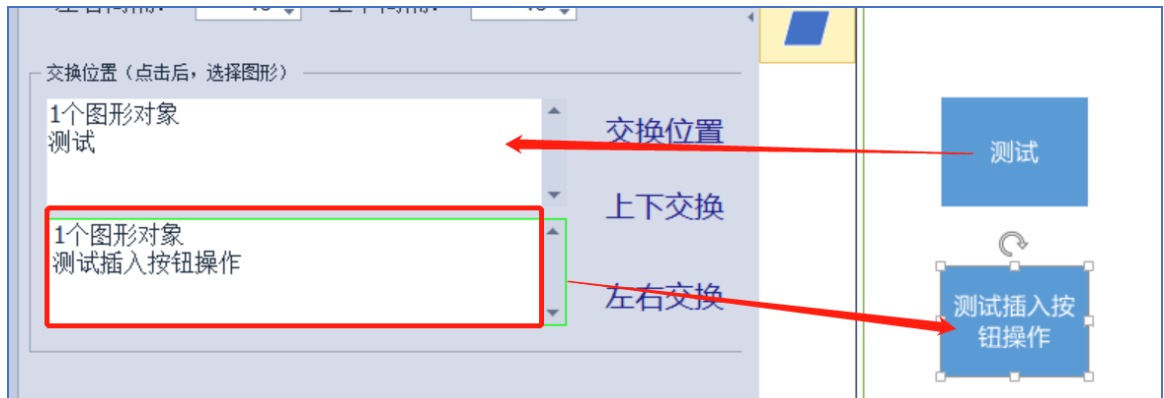 交换位置（点击后，选择图形）
1个图形对象
测试
交换位置
上下交换
1个图形对象
测试插入按钮操作
左右交换
测试
测试插入按
钮操作